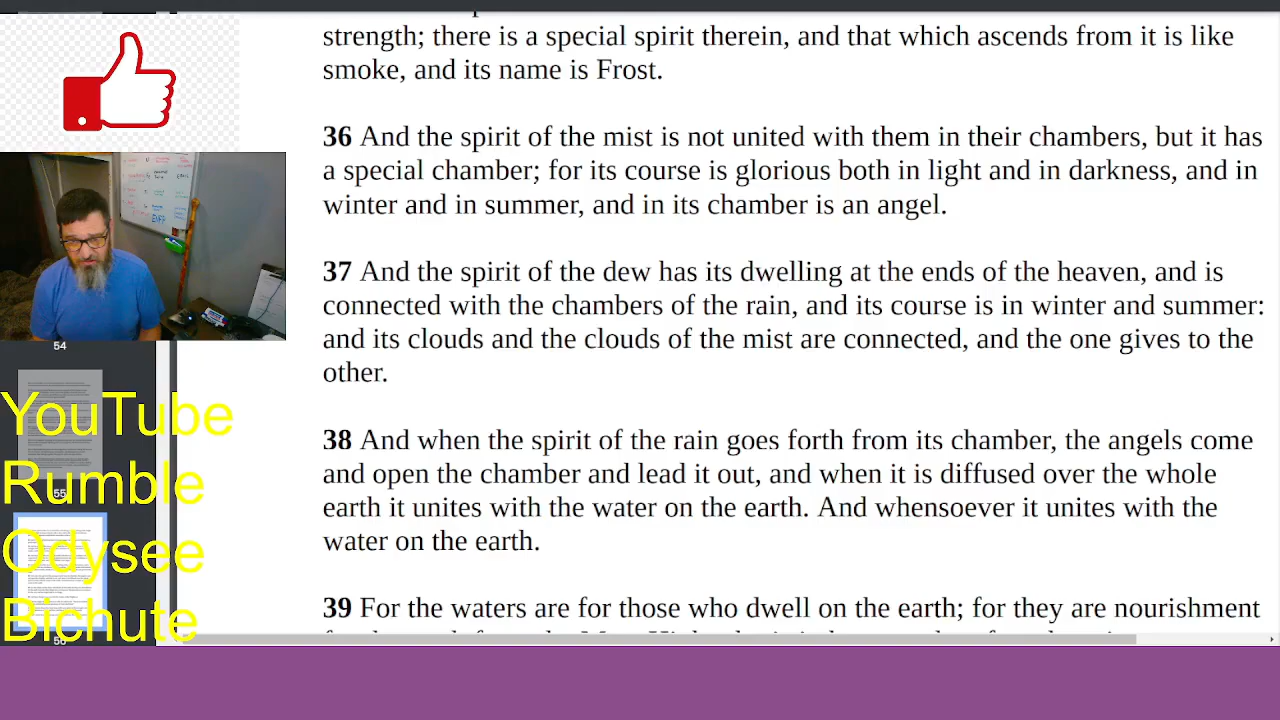 strength; there is a special spirit therein, and that which ascends from it is like
smoke, and its name is Frost.
36 And the spirit of the mist is not united with them in their chambers, but it has
a special chamber; for its course is glorious both in light and in darkness, and in
winter and in summer, and in its chamber is an angel.
37 And the spirit of the dew has its dwelling at the ends of the heaven, and is
connected with the chambers of the rain, and its course is in winter and summer:
and its clouds and the clouds of the mist are connected, and the one gives to the
other.
38 And when the spirit of the rain goes forth from its chamber, the angels come
and open the chamber and lead it out, and when it is diffused over the whole
earth it unites with the water on the earth. And whensoever it unites with the
water on the earth.
39 For the waters are for those who dwell on the earth; for they are nourishment
54
YouTube
Rumble
55
Odysee
Bichute
56